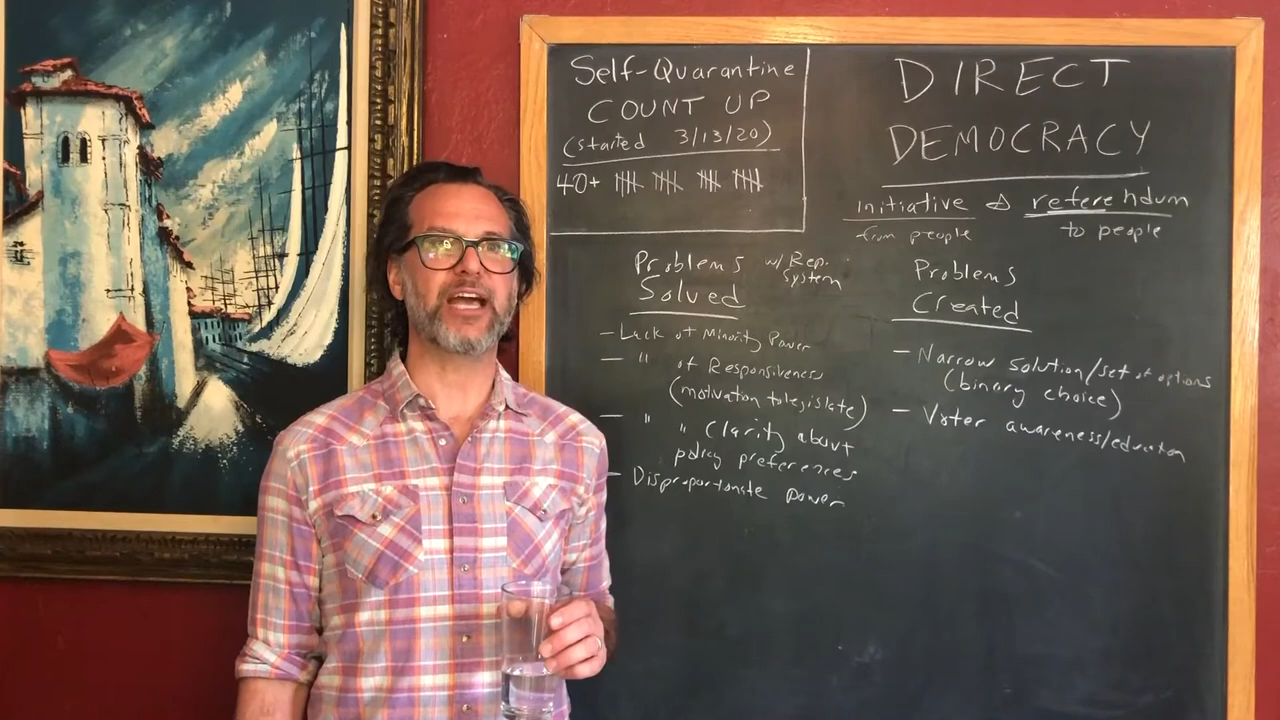 Self-Quarantine
COUNT UP
(started 3/13/20)
40+
DIRECT
DEMOCRACY
initiative & referendum
from people
to people
Problems w/ Rep.
system
Solved
- Lack of Minority Power
- " of Responsiveness
(motivation to legislate)
- " " Clarity about
policy preferences
- Disproportionate power
Problems
Created
- Narrow solution/set of options
(binary choice)
- Voter awareness/education